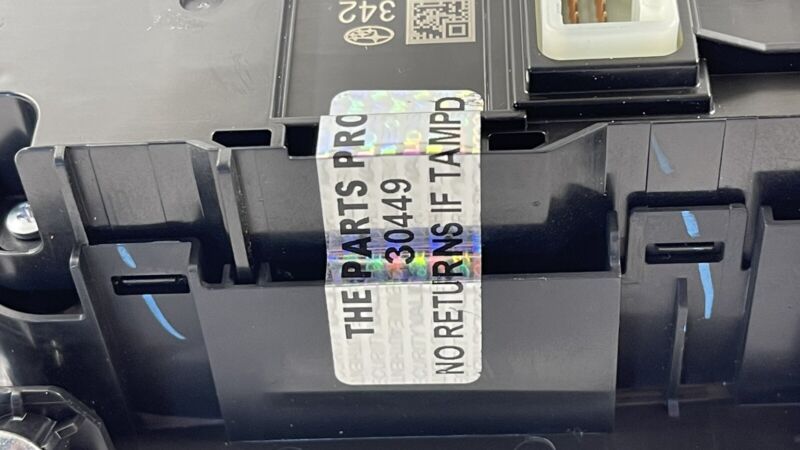 342
THE PARTS PRO
30449
NO RETURNS IF TAMPD